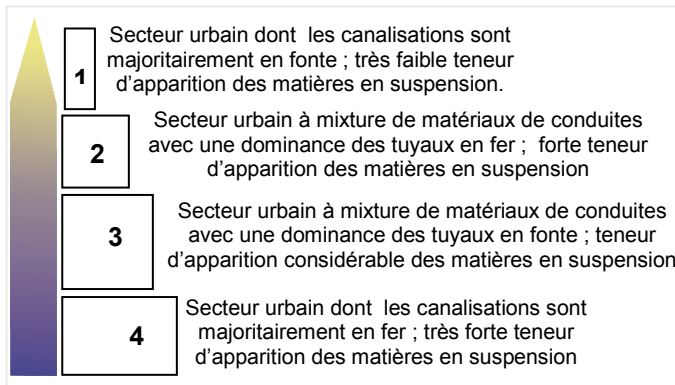 1
Secteur urbain dont les canalisations sont
majoritairement en fonte ; très faible teneur
d'apparition des matières en suspension.
2
Secteur urbain à mixture de matériaux de conduites
avec une dominance des tuyaux en fer ; forte teneur
d'apparition des matières en suspension
3
Secteur urbain à mixture de matériaux de conduites
avec une dominance des tuyaux en fonte ; teneur
d'apparition considérable des matières en suspension
4
Secteur urbain dont les canalisations sont
majoritairement en fer ; très forte teneur
d'apparition des matières en suspension